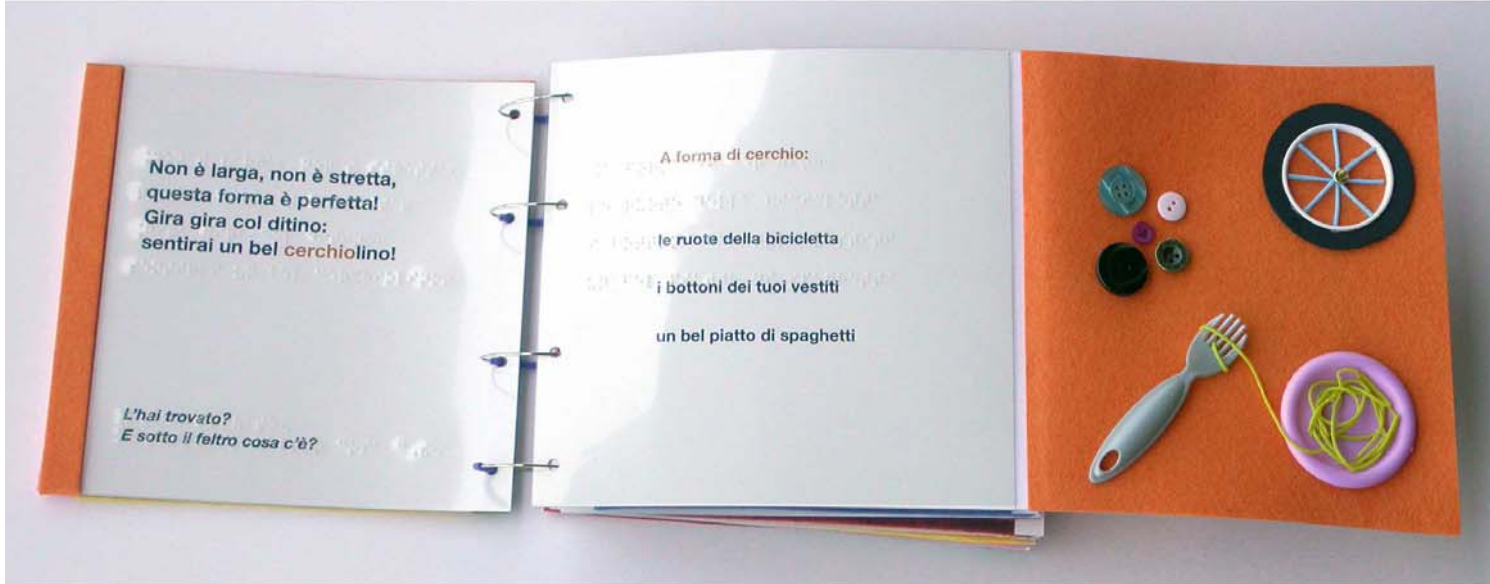 Non è larga, non è stretta,
questa forma è perfetta!
Gira gira col ditino:
sentirai un bel cerchiolino!
L'hai trovato?
E sotto il feltro cosa c'è?
A forma di cerchio:
le ruote della bicicletta
i bottoni dei tuoi vestiti
un bel piatto di spaghetti